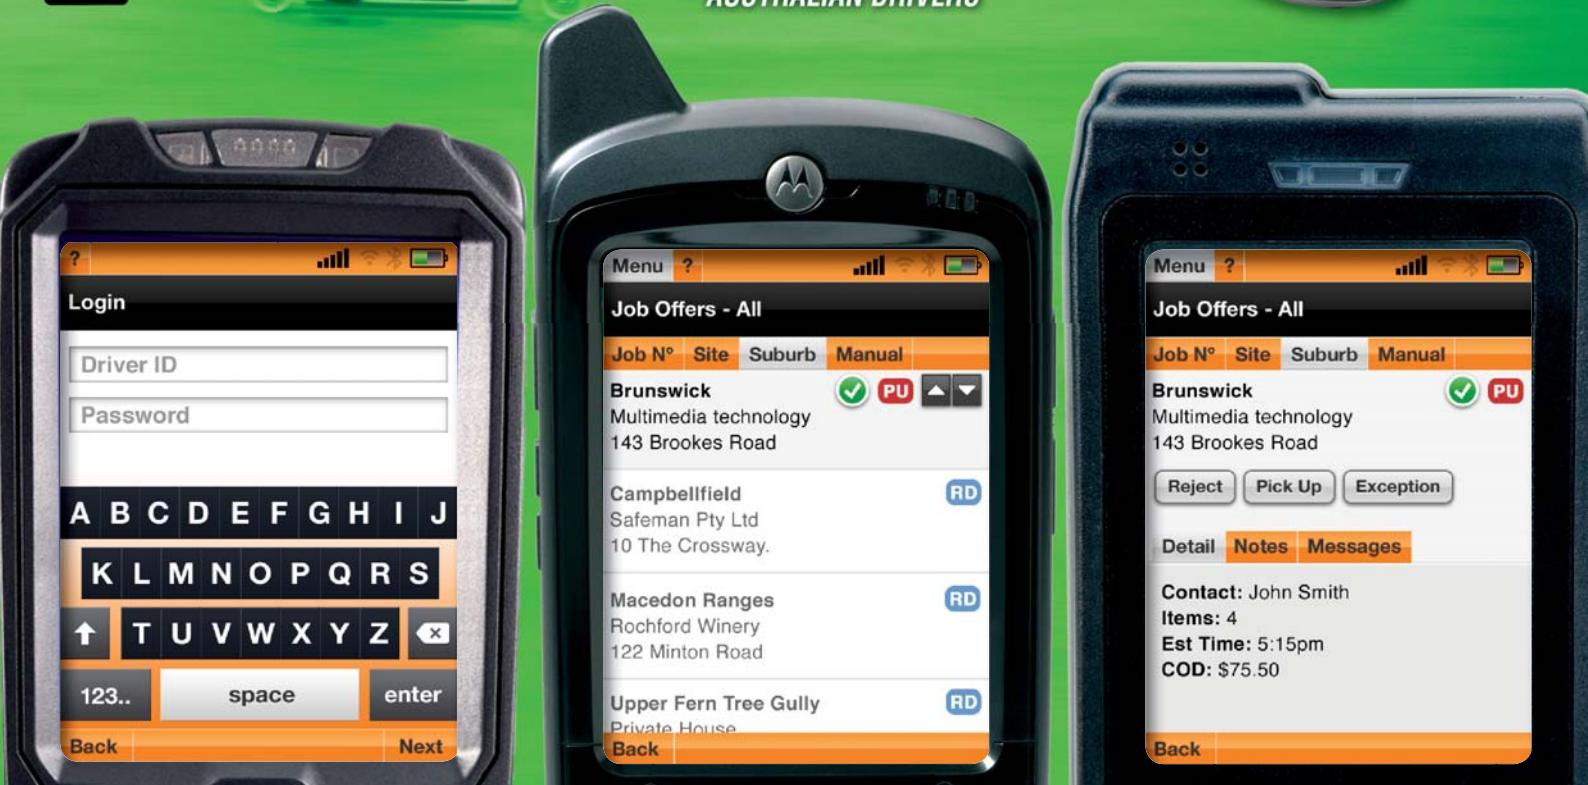 AUSTRALIAN DRIVERS
?
Login
Driver ID
Password
A B C D E F G H I J
K L M N O P Q R S
T U V W X Y Z
123.. space enter
Back Next
Menu ?
Job Offers - All
Job Nº Site Suburb Manual
Brunswick PU
Multimedia technology
143 Brookes Road
Campbellfield RD
Safeman Pty Ltd
10 The Crossway.
Macedon Ranges RD
Rochford Winery
122 Minton Road
Upper Fern Tree Gully RD
Private House
Back
Menu ?
Job Offers - All
Job Nº Site Suburb Manual
Brunswick PU
Multimedia technology
143 Brookes Road
Reject Pick Up Exception
Detail Notes Messages
Contact: John Smith
Items: 4
Est Time: 5:15pm
COD: $75.50
Back